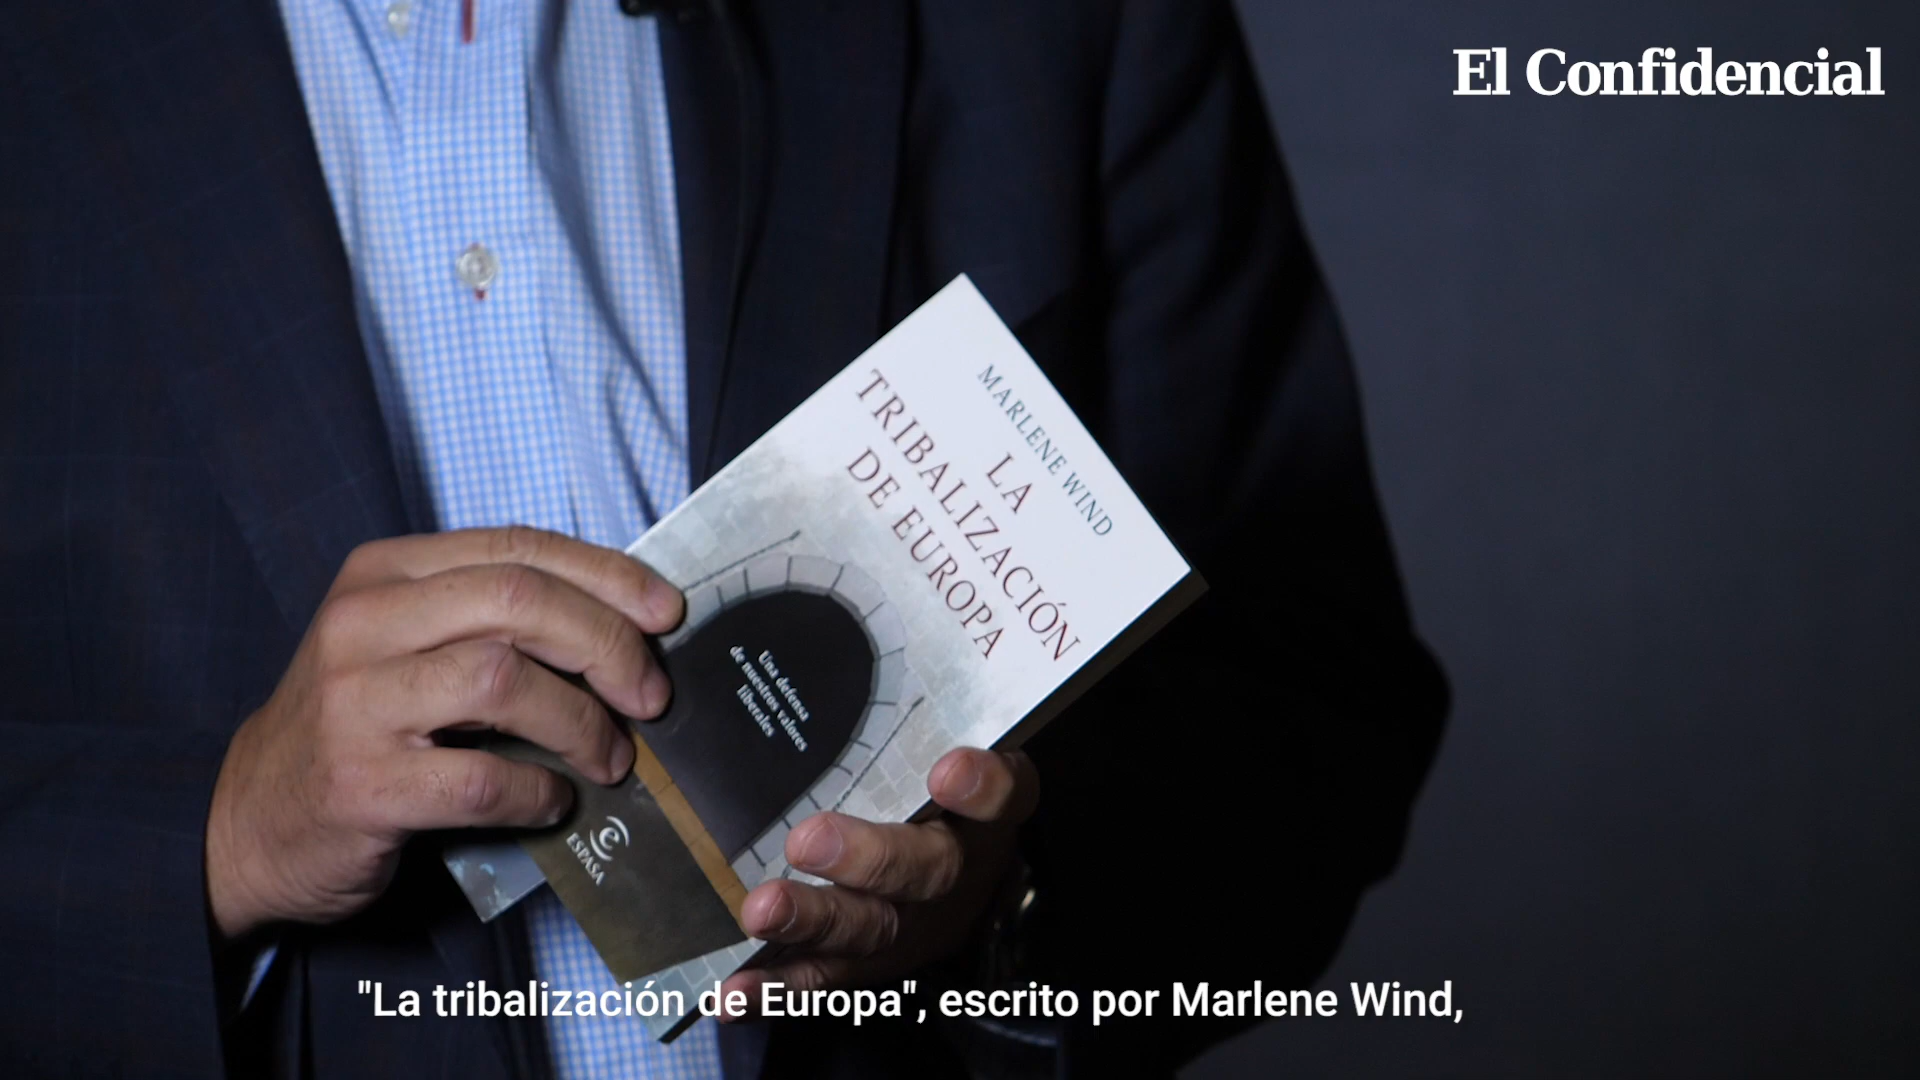 El Confidencial
MARLENE WIND
LA
TRIBALIZACIÓN
DE EUROPA
Una defensa
de nuestros valores
liberales
e
ESPASA
"La tribalización de Europa", escrito por Marlene Wind,